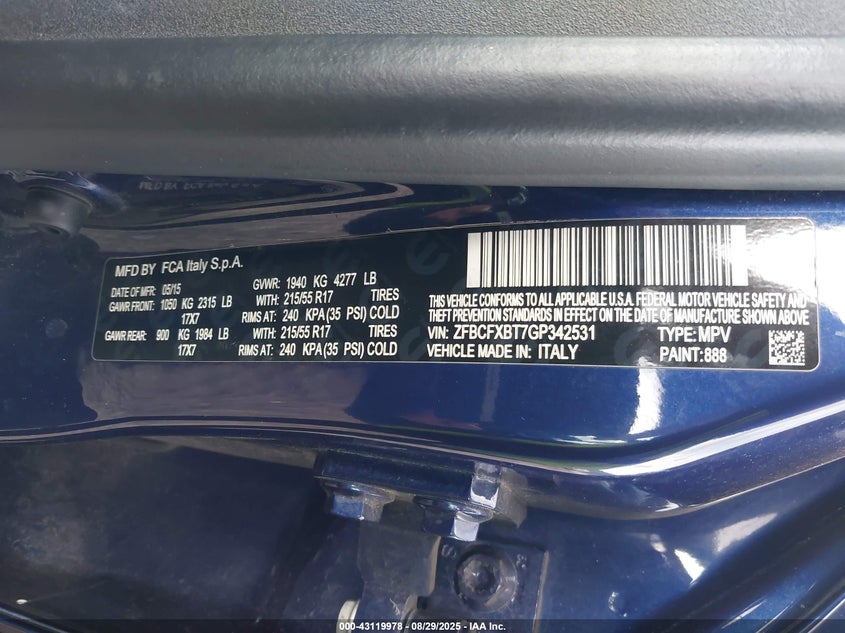 MFD BY FCA Italy S.p.A.
DATE OF MFR. 05/15 GVWR: 1940 KG 4277 LB
GAWR FRONT: 1050 KG 2315 LB WITH: 215/55 R17 TIRES
17X7 RIMS AT: 240 KPA(35 PSI) COLD
GAWR REAR: 900 KG 1984 LB WITH: 215/55 R17 TIRES
17X7 RIMS AT: 240 KPA(35 PSI) COLD
THIS VEHICLE CONFORMS TO ALL APPLICABLE U.S.A. FEDERAL MOTOR VEHICLE SAFETY AND
THEFT PREVENTION STANDARDS IN EFFECT ON THE DATE OF MANUFACTURE SHOWN ABOVE
VIN: ZFBCFXBT7GP342531 TYPE: MPV
VEHICLE MADE IN: ITALY PAINT: 888
000-43119978 - 08/29/2025 - IAA Inc.